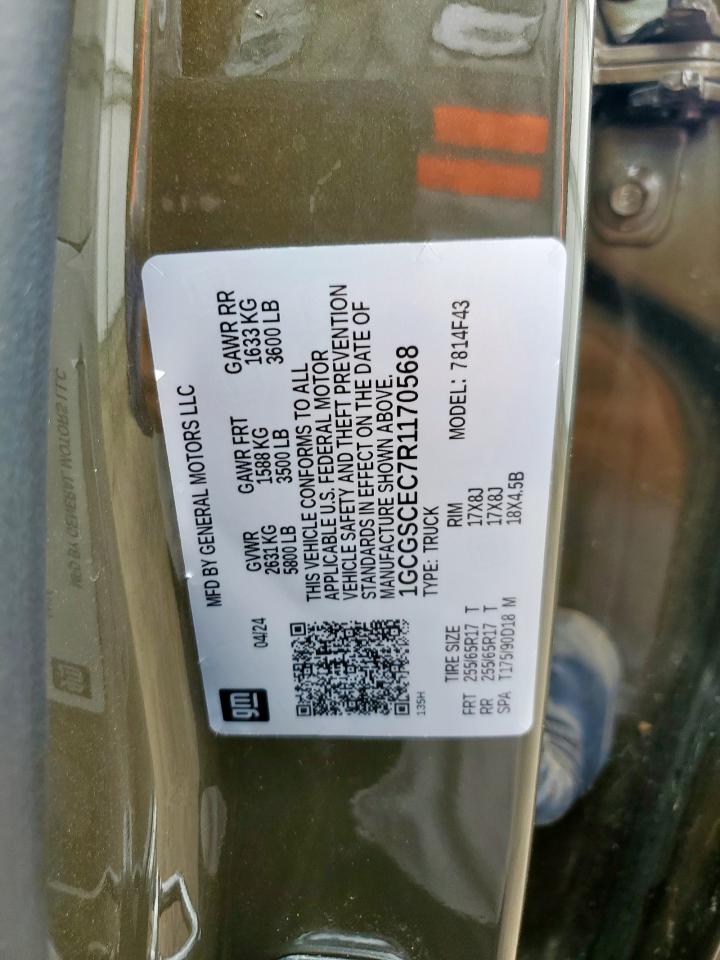 MFD BY GENERAL MOTORS LLC
gm
04/24
GVWR GAWR FRT GAWR RR
2631 KG 1588 KG 1633 KG
5800 LB 3500 LB 3600 LB
THIS VEHICLE CONFORMS TO ALL
APPLICABLE U.S. FEDERAL MOTOR
VEHICLE SAFETY AND THEFT PREVENTION
STANDARDS IN EFFECT ON THE DATE OF
MANUFACTURE SHOWN ABOVE.
1GCGSCEC7R1170568
135H
TYPE: TRUCK
TIRE SIZE RIM MODEL: 7814F43
FRT 255/65R17 T 17X8J
RR 255/65R17 T 17X8J
SPA T175/90D18 M 18X4.5B